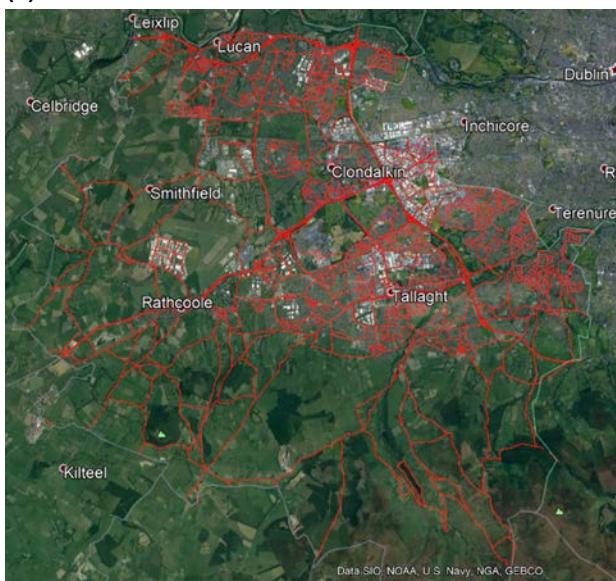 Leixlip
Lucan
Dublin
Celbridge
Inchicore
Clondalkin
Smithfield
Terenure
Tallaght
Rathcoole
Kilteel
Data SIO, NOAA, U.S. Navy, NGA, GEBCO